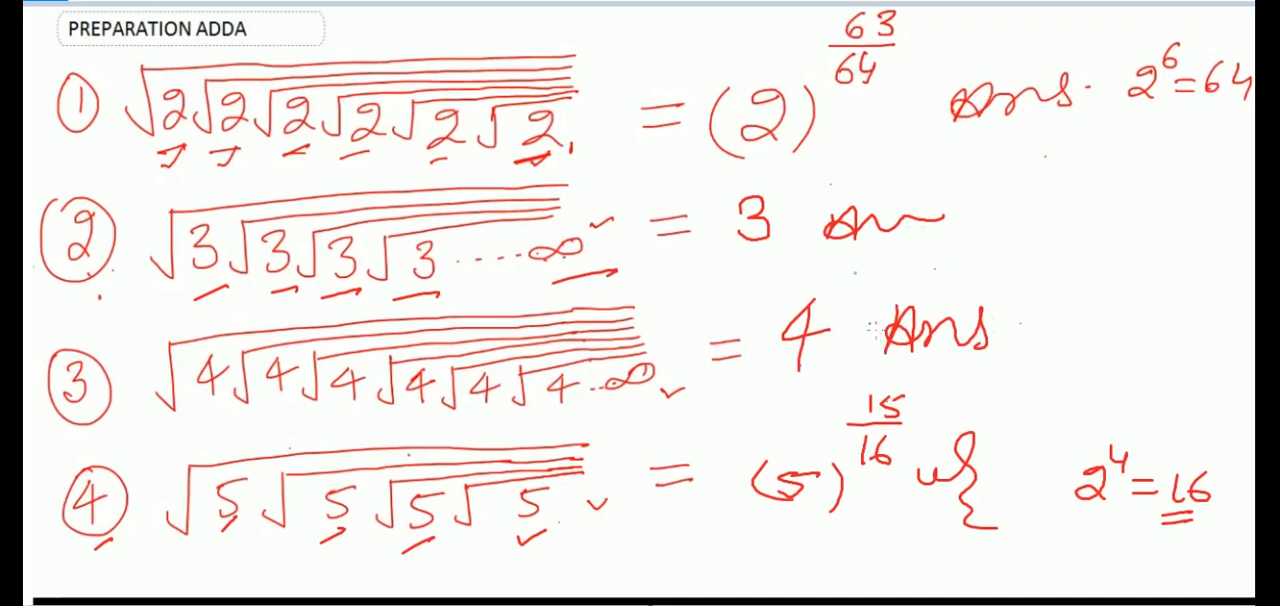 PREPARATION ADDA
① √2√2√2√2√2√2 = (2)^63/64 Ans. 2^6=64
② √3√3√3√3.....∞ = 3
③ √4√4√4√4√4√4...∞ = 4 Ans
④ √5√5√5√5 = (5)^15/16 2^4=16